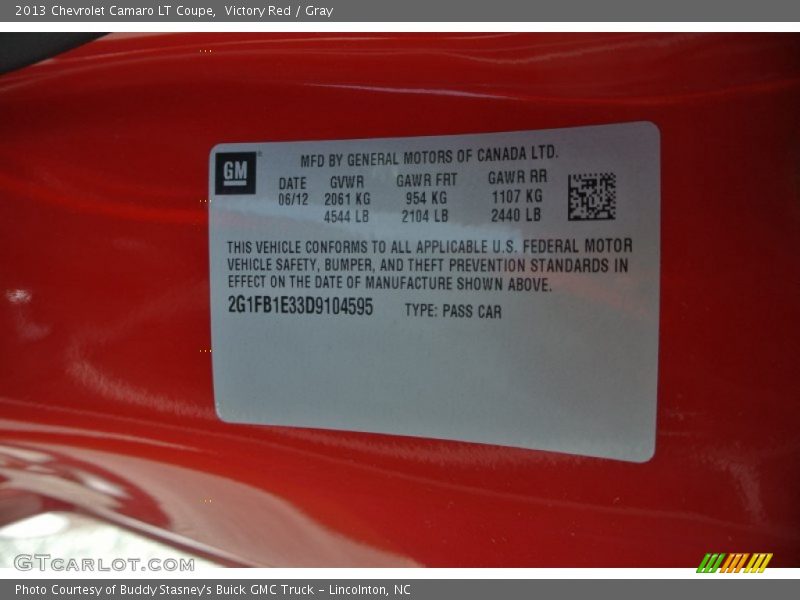 2013 Chevrolet Camaro LT Coupe, Victory Red / Gray
GM
MFD BY GENERAL MOTORS OF CANADA LTD.
DATE GVWR GAWR FRT GAWR RR
06/12 2061 KG 954 KG 1107 KG
4544 LB 2104 LB 2440 LB
THIS VEHICLE CONFORMS TO ALL APPLICABLE U.S. FEDERAL MOTOR
VEHICLE SAFETY, BUMPER, AND THEFT PREVENTION STANDARDS IN
EFFECT ON THE DATE OF MANUFACTURE SHOWN ABOVE.
2G1FB1E33D9104595 TYPE: PASS CAR
GTCARLOT.COM
Photo Courtesy of Buddy Stasney's Buick GMC Truck - Lincolnton, NC